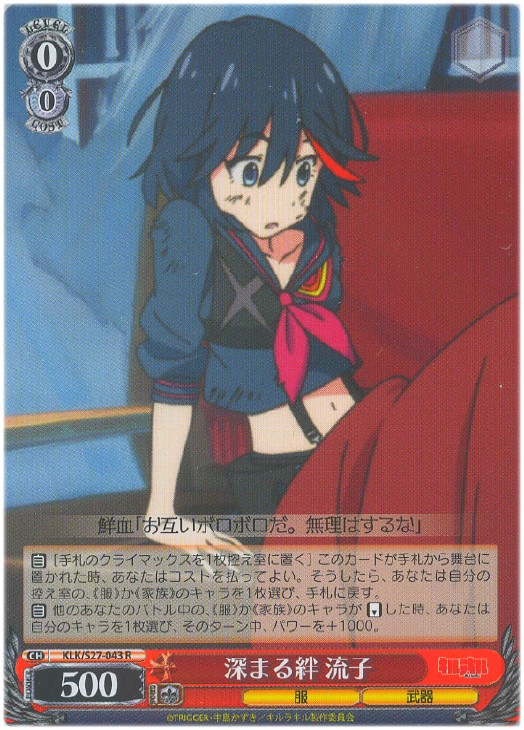 LEVEL
0
0
COST
鮮血「お互いボロボロだ。 無理はするな!」
自 [手札のクライマックスを1枚控え室に置く] このカードが手札から舞台に
置かれた時、あなたはコストを払ってよい。そうしたら、あなたは自分の
控え室の、《服》か《家族》のキャラを1枚選び、手札に戻す。
自 他のあなたのバトル中の、《服》か《家族》のキャラが した時、あなたは
自分のキャラを1枚選び、そのターン中、パワーを+1000。
CH KLK/S27-043 R
深まる絆 流子
キルラキル
POWER
500
SOUL
服
武器
©TRIGGER・中島かずき/キルラキル製作委員会